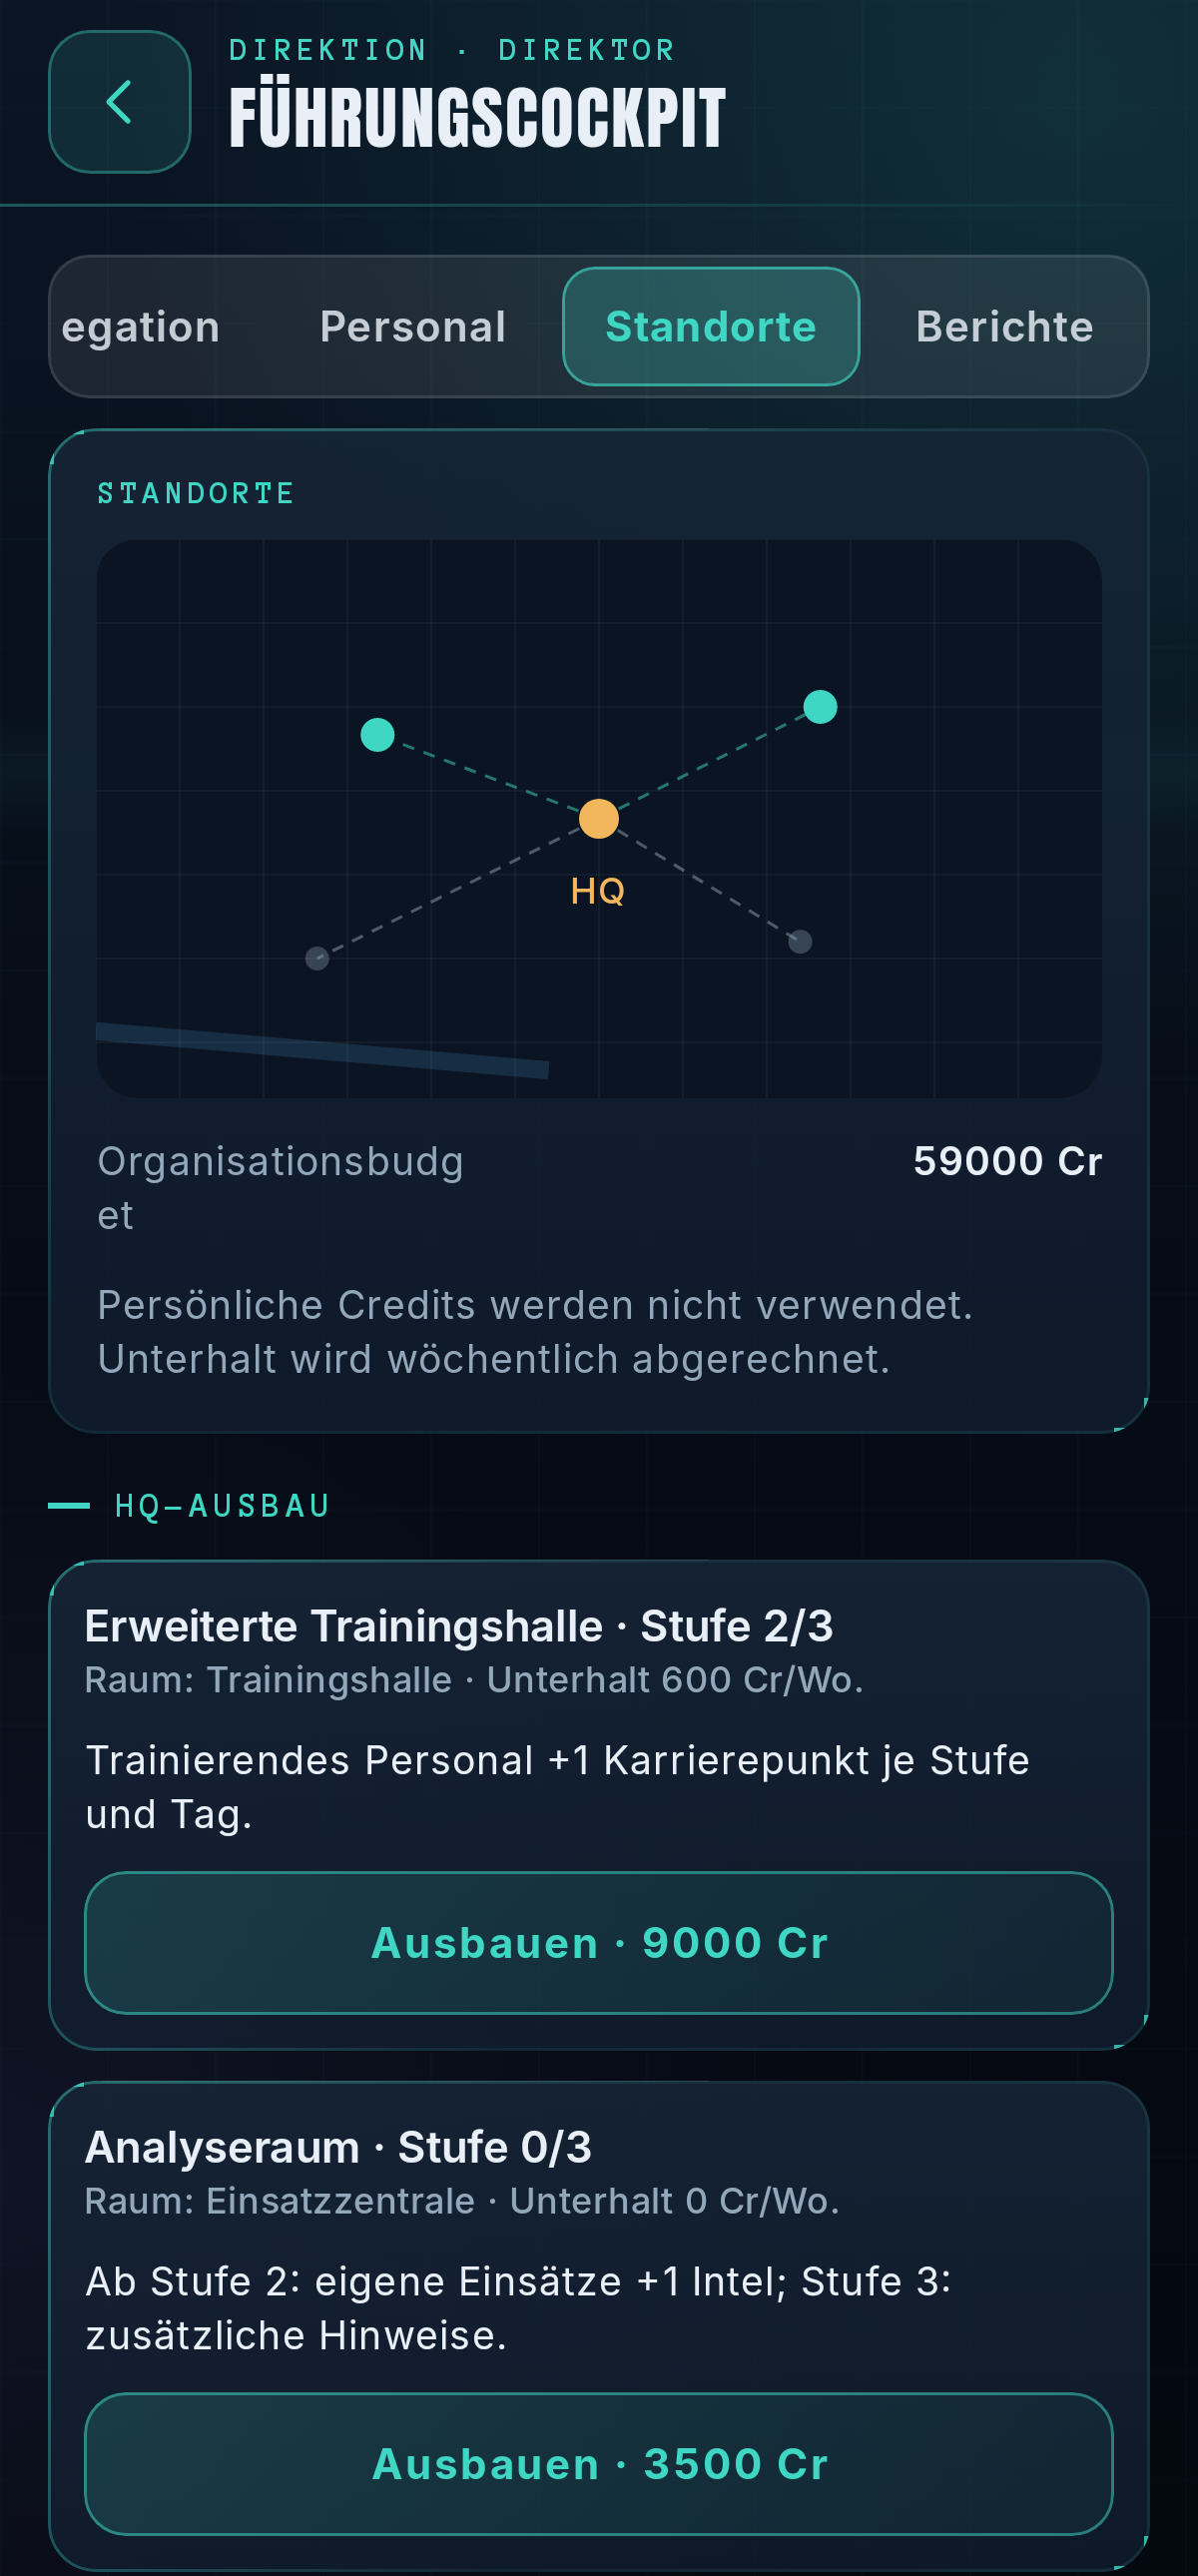 DIREKTION · DIREKTOR
FÜHRUNGSCOCKPIT
egation Personal Standorte Berichte
STANDORTE
HQ
Organisationsbudg
et
59000 Cr
Persönliche Credits werden nicht verwendet.
Unterhalt wird wöchentlich abgerechnet.
HQ-AUSBAU
Erweiterte Trainingshalle · Stufe 2/3
Raum: Trainingshalle · Unterhalt 600 Cr/Wo.
Trainierendes Personal +1 Karrierepunkt je Stufe
und Tag.
Ausbauen · 9000 Cr
Analyseraum · Stufe 0/3
Raum: Einsatzzentrale · Unterhalt 0 Cr/Wo.
Ab Stufe 2: eigene Einsätze +1 Intel; Stufe 3:
zusätzliche Hinweise.
Ausbauen · 3500 Cr